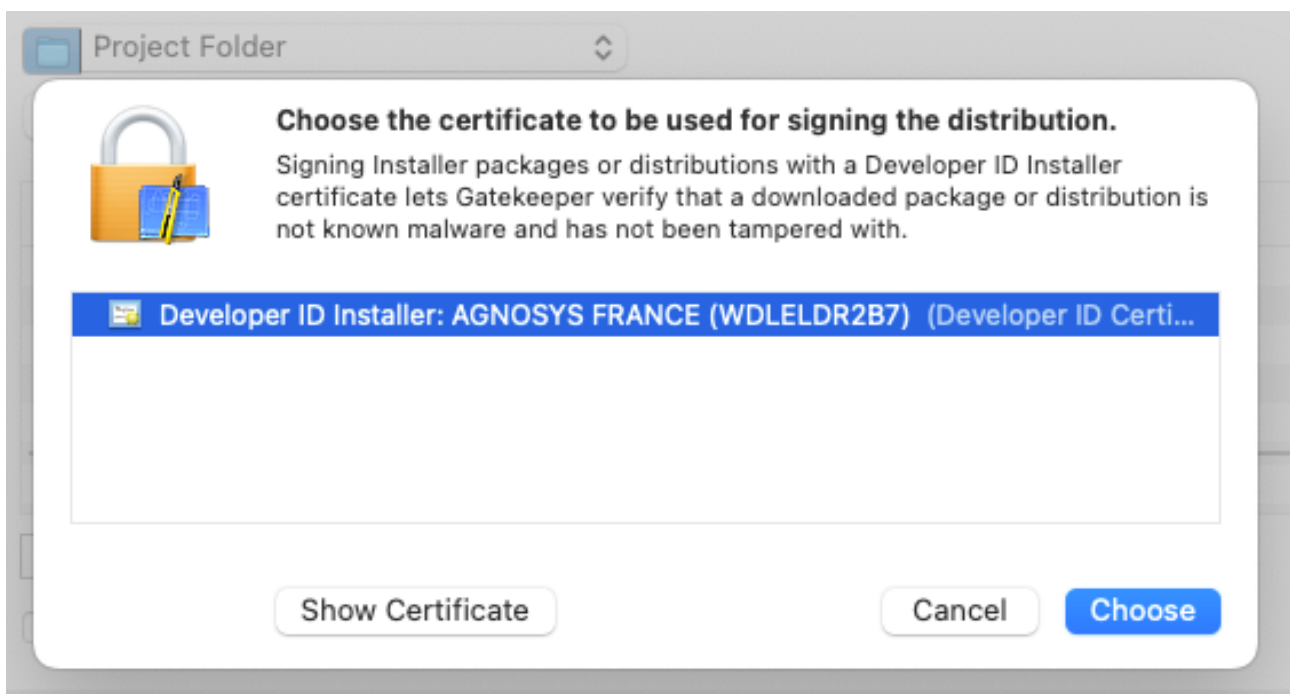 Project Folder
Choose the certificate to be used for signing the distribution.
Signing Installer packages or distributions with a Developer ID Installer
certificate lets Gatekeeper verify that a downloaded package or distribution is
not known malware and has not been tampered with.
Developer ID Installer: AGNOSYS FRANCE (WDLELDR2B7) (Developer ID Certi...
Show Certificate
Cancel
Choose